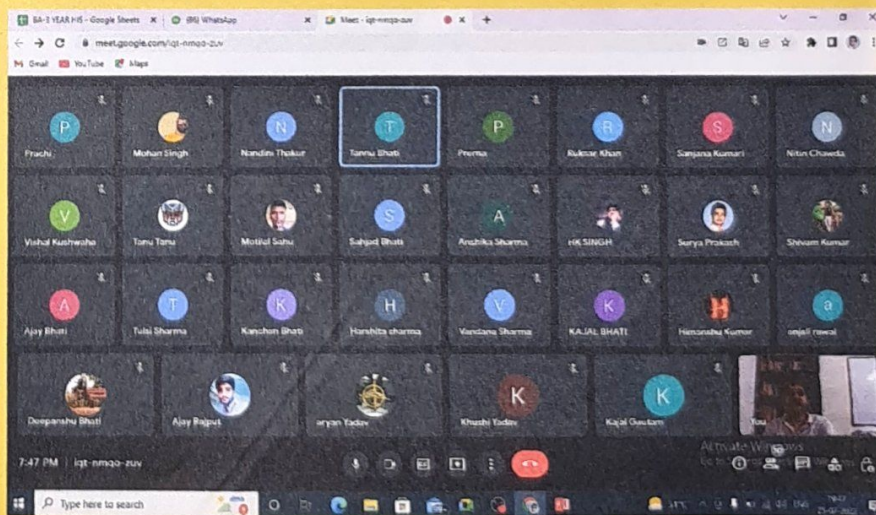 BA-1 YEAR HIS - Google Sheets
(86) WhatsApp
Meet - iqt-nmqo-zuv
meet.google.com/iqt-nmqo-zuv
Gmail YouTube Maps
P N T P R S N
Prachi Mohan Singh Nandini Thakur Tannu Bhati Prerna Ruksar Khan Sanjana Kumari Nitin Chawda
V S A
Vishal Kushwaha Tanu Tanu Motilal Sahu Sahjad Bhati Anshika Sharma HK SINGH Surya Prakash Shivam Kumar
A T K H V K H a
Ajay Bhati Tulsi Sharma Kanchan Bhati Harshita sharma Vandana Sharma KAJAL BHATI Himanshu Kumar anjali rawal
K K
Deepanshu Bhati Ajay Rajput aryan Yadav Khushi Yadav Kajal Gautam You
Activate Windows
7:47 PM | iqt-nmqo-zuv
Type here to search